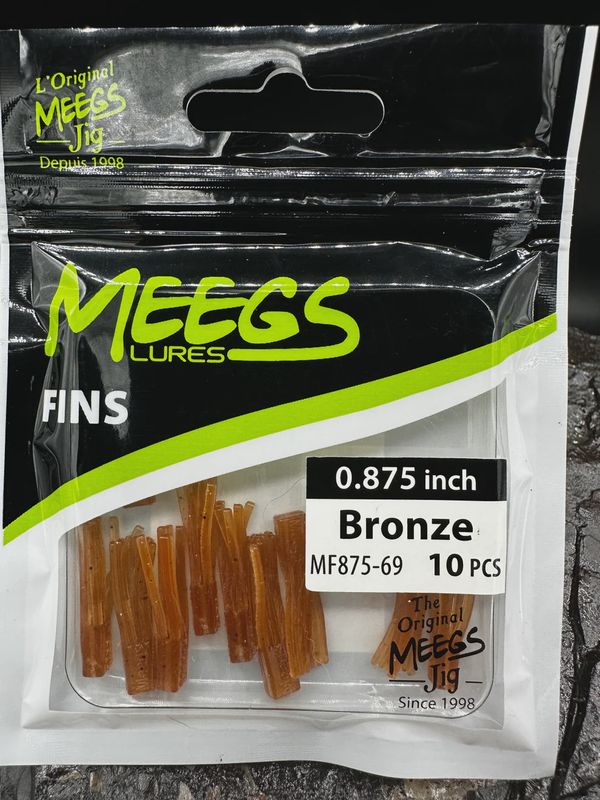 L'Original
MEEGS
Jig
Depuis 1998
MEEGS
LURES
FINS
0.875 inch
Bronze
MF875-69 10 PCS
The
Original
MEEGS
Jig
Since 1998